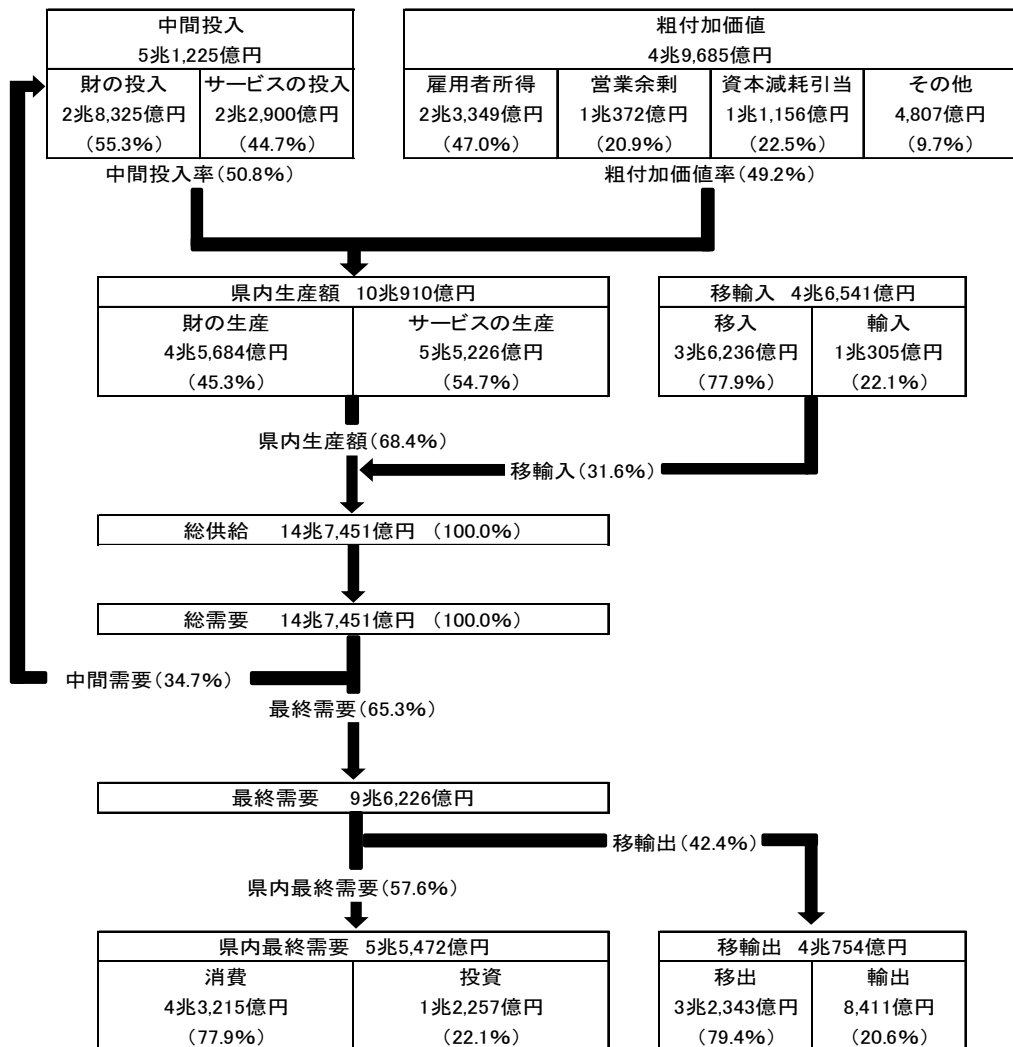 中間投入
5兆1,225億円
財の投入 サービスの投入
2兆8,325億円 2兆2,900億円
(55.3%) (44.7%)
粗付加価値
4兆9,685億円
雇用者所得 営業余剰 資本減耗引当 その他
2兆3,349億円 1兆372億円 1兆1,156億円 4,807億円
(47.0%) (20.9%) (22.5%) (9.7%)
中間投入率(50.8%) 粗付加価値率(49.2%)
県内生産額 10兆910億円
財の生産 サービスの生産
4兆5,684億円 5兆5,226億円
(45.3%) (54.7%)
移輸入 4兆6,541億円
移入 輸入
3兆6,236億円 1兆305億円
(77.9%) (22.1%)
県内生産額(68.4%)
移輸入(31.6%)
総供給 14兆7,451億円 (100.0%)
総需要 14兆7,451億円 (100.0%)
中間需要(34.7%)
最終需要(65.3%)
最終需要 9兆6,226億円
移輸出(42.4%)
県内最終需要(57.6%)
県内最終需要 5兆5,472億円
消費 投資
4兆3,215億円 1兆2,257億円
(77.9%) (22.1%)
移輸出 4兆754億円
移出 輸出
3兆2,343億円 8,411億円
(79.4%) (20.6%)